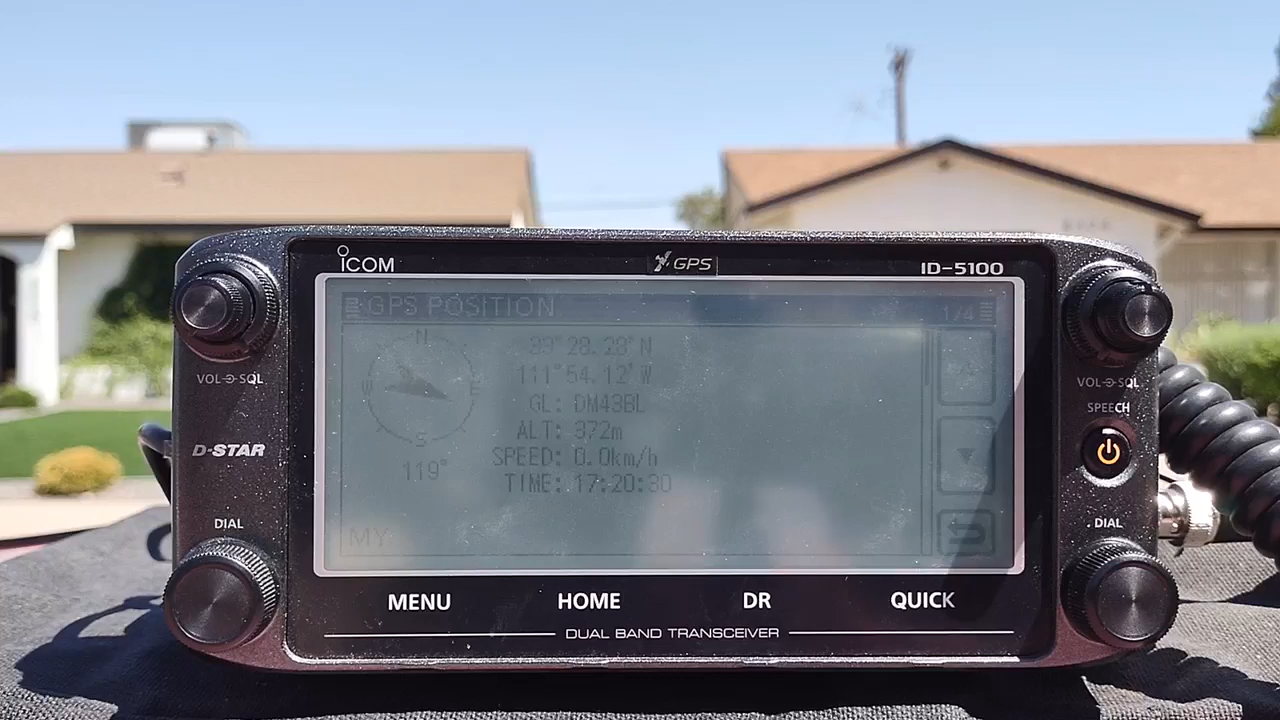 ICOM
GPS
ID-5100
GPS POSITION
1/4
N
W
E
S
119°
33°28.28'N
111°54.12'W
GL: DM43BL
ALT: 372m
SPEED: 0.0km/h
TIME: 17:20:30
MY
VOL SQL
D-STAR
DIAL
VOL SQL
SPEECH
DIAL
MENU
HOME
DR
QUICK
DUAL BAND TRANSCEIVER